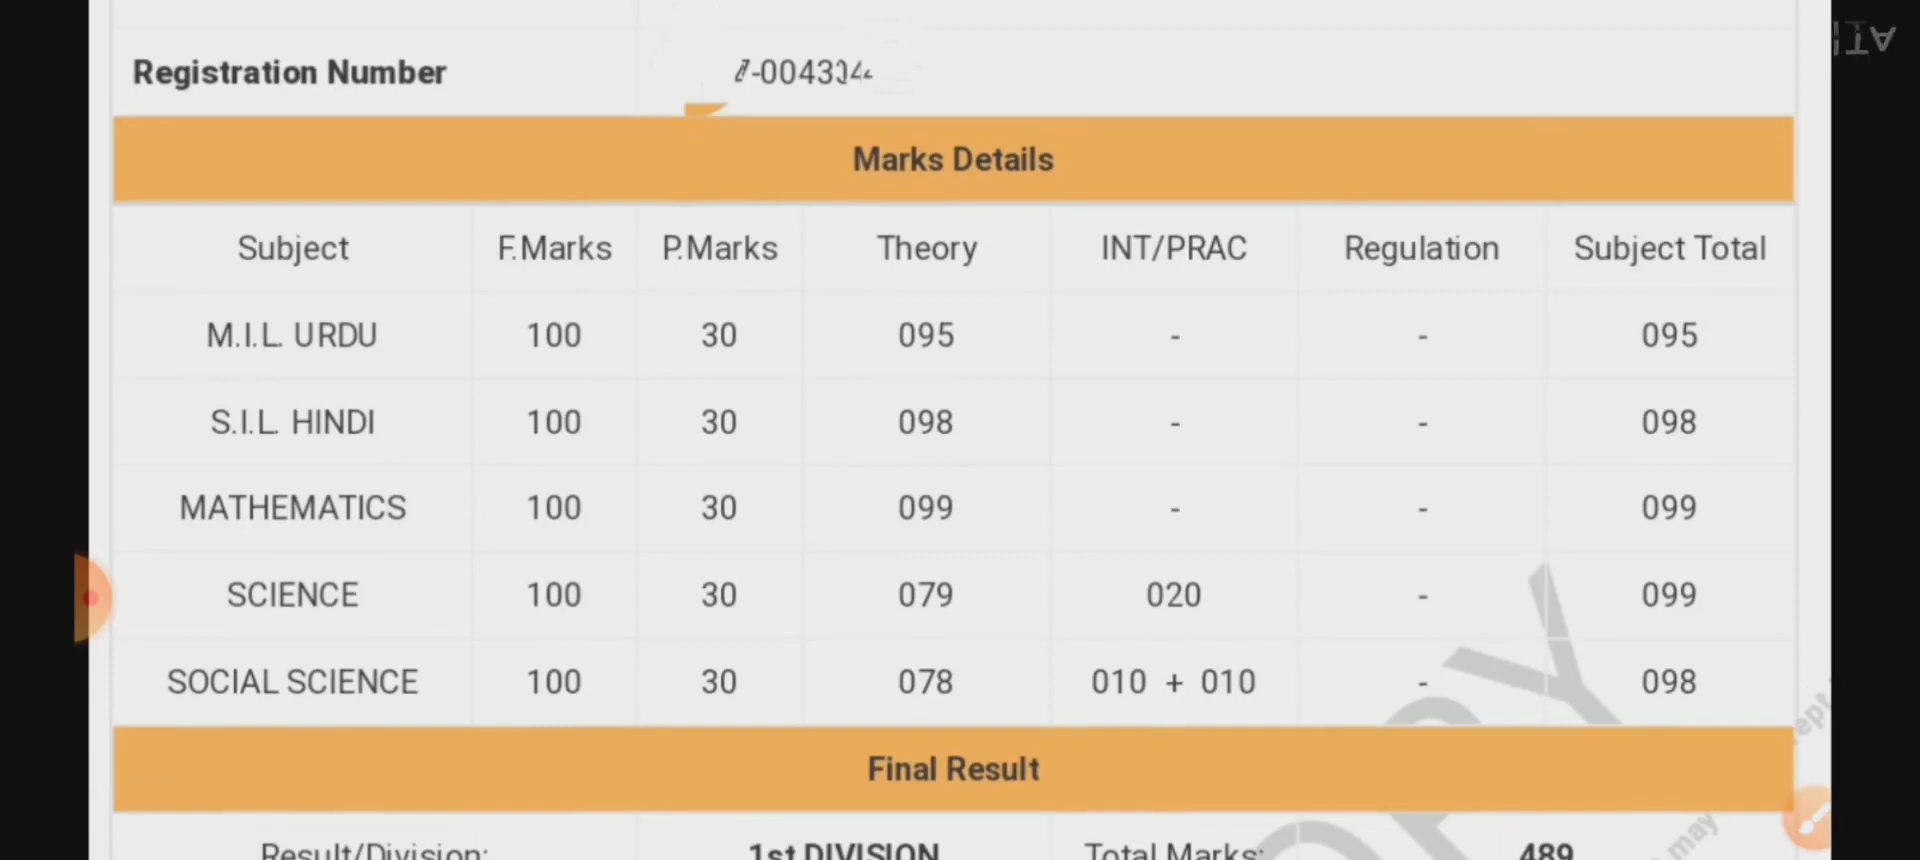 Registration Number
Marks Details
Subject F.Marks P.Marks Theory INT/PRAC Regulation Subject Total
M.I.L. URDU 100 30 095 - - 095
S.I.L. HINDI 100 30 098 - - 098
MATHEMATICS 100 30 099 - - 099
SCIENCE 100 30 079 020 - 099
SOCIAL SCIENCE 100 30 078 010 + 010 - 098
Final Result
Result/Division: 1st DIVISION Total Marks: 489
may